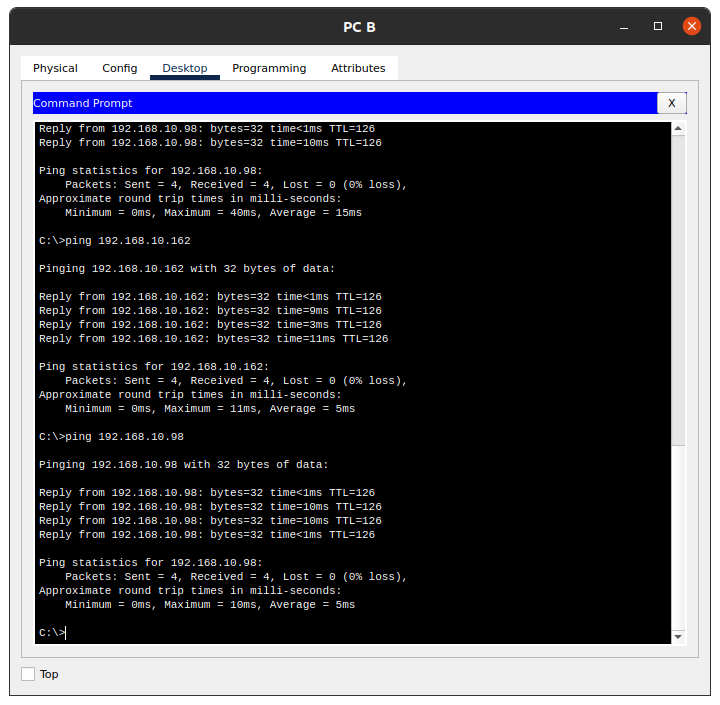 PC B
Physical Config Desktop Programming Attributes
Command Prompt X
Reply from 192.168.10.98: bytes=32 time<1ms TTL=126
Reply from 192.168.10.98: bytes=32 time=10ms TTL=126
Ping statistics for 192.168.10.98:
Packets: Sent = 4, Received = 4, Lost = 0 (0% loss),
Approximate round trip times in milli-seconds:
Minimum = 0ms, Maximum = 40ms, Average = 15ms
C:\>ping 192.168.10.162
Pinging 192.168.10.162 with 32 bytes of data:
Reply from 192.168.10.162: bytes=32 time<1ms TTL=126
Reply from 192.168.10.162: bytes=32 time=9ms TTL=126
Reply from 192.168.10.162: bytes=32 time=3ms TTL=126
Reply from 192.168.10.162: bytes=32 time=11ms TTL=126
Ping statistics for 192.168.10.162:
Packets: Sent = 4, Received = 4, Lost = 0 (0% loss),
Approximate round trip times in milli-seconds:
Minimum = 0ms, Maximum = 11ms, Average = 5ms
C:\>ping 192.168.10.98
Pinging 192.168.10.98 with 32 bytes of data:
Reply from 192.168.10.98: bytes=32 time<1ms TTL=126
Reply from 192.168.10.98: bytes=32 time=10ms TTL=126
Reply from 192.168.10.98: bytes=32 time=10ms TTL=126
Reply from 192.168.10.98: bytes=32 time<1ms TTL=126
Ping statistics for 192.168.10.98:
Packets: Sent = 4, Received = 4, Lost = 0 (0% loss),
Approximate round trip times in milli-seconds:
Minimum = 0ms, Maximum = 10ms, Average = 5ms
C:\>
Top